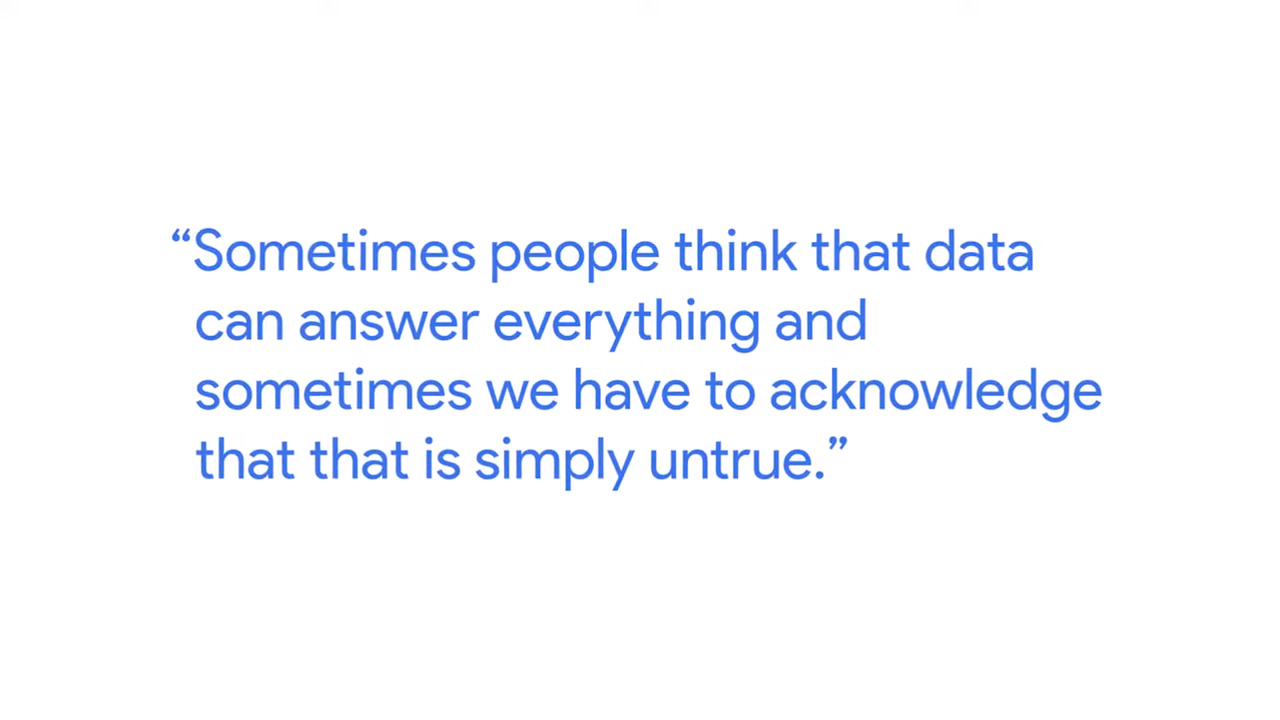 “Sometimes people think that data
can answer everything and
sometimes we have to acknowledge
that that is simply untrue.”